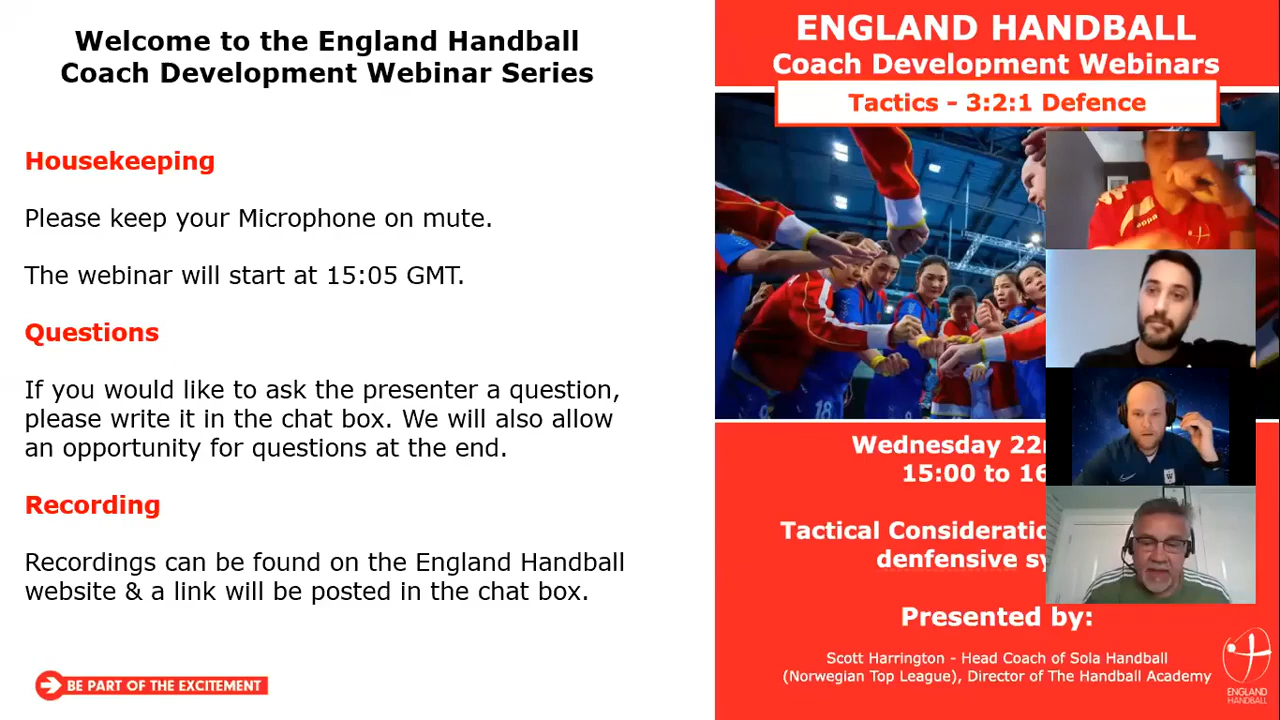 Welcome to the England Handball
Coach Development Webinar Series
Housekeeping
Please keep your Microphone on mute.
The webinar will start at 15:05 GMT.
Questions
If you would like to ask the presenter a question,
please write it in the chat box. We will also allow
an opportunity for questions at the end.
Recording
Recordings can be found on the England Handball
website & a link will be posted in the chat box.
BE PART OF THE EXCITEMENT
ENGLAND HANDBALL
Coach Development Webinars
Tactics - 3:2:1 Defence
18
Wednesday
15:00 to
Tactical
denfensive
Presented by:
Scott Harrington - Head Coach of Sola Handball
(Norwegian Top League), Director of The Handball Academy
ENGLAND
HANDBALL